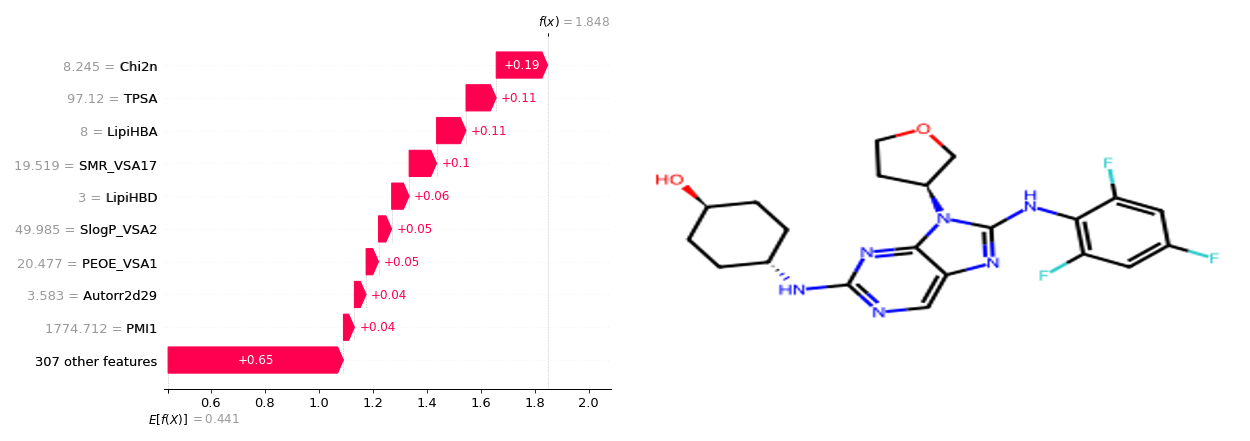 f(x) = 1.848
8.245 = Chi2n
+0.19
97.12 = TPSA
+0.11
8 = LipiHBA
+0.11
19.519 = SMR_VSA17
+0.1
3 = LipiHBD
+0.06
49.985 = SlogP_VSA2
+0.05
20.477 = PEOE_VSA1
+0.05
3.583 = Autorr2d29
+0.04
1774.712 = PMI1
+0.04
307 other features
+0.65
0.6 0.8 1.0 1.2 1.4 1.6 1.8 2.0
E[f(X)] = 0.441
O
F
HO
H
N
N
N
F
N
F
HN
N